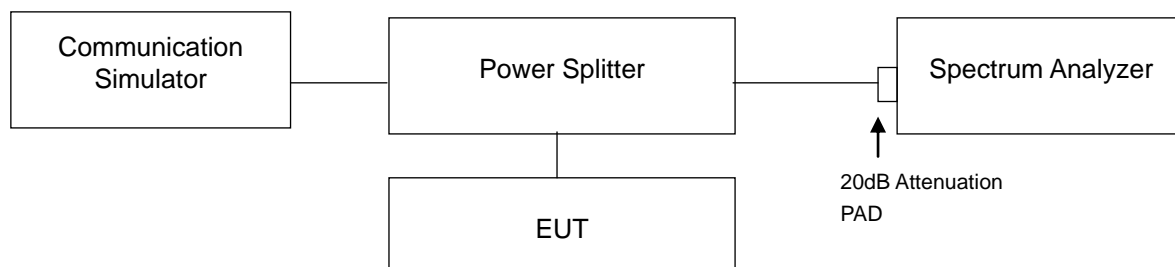 Communication
Simulator
Power Splitter
Spectrum Analyzer
20dB Attenuation
PAD
EUT